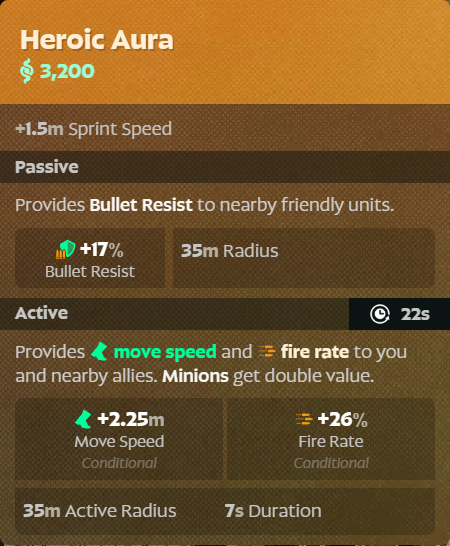 Heroic Aura
3,200
+1.5m Sprint Speed
Passive
Provides Bullet Resist to nearby friendly units.
+17%
Bullet Resist
35m Radius
Active
22s
Provides move speed and fire rate to you
and nearby allies. Minions get double value.
+2.25m
Move Speed
Conditional
+26%
Fire Rate
Conditional
35m Active Radius
7s Duration